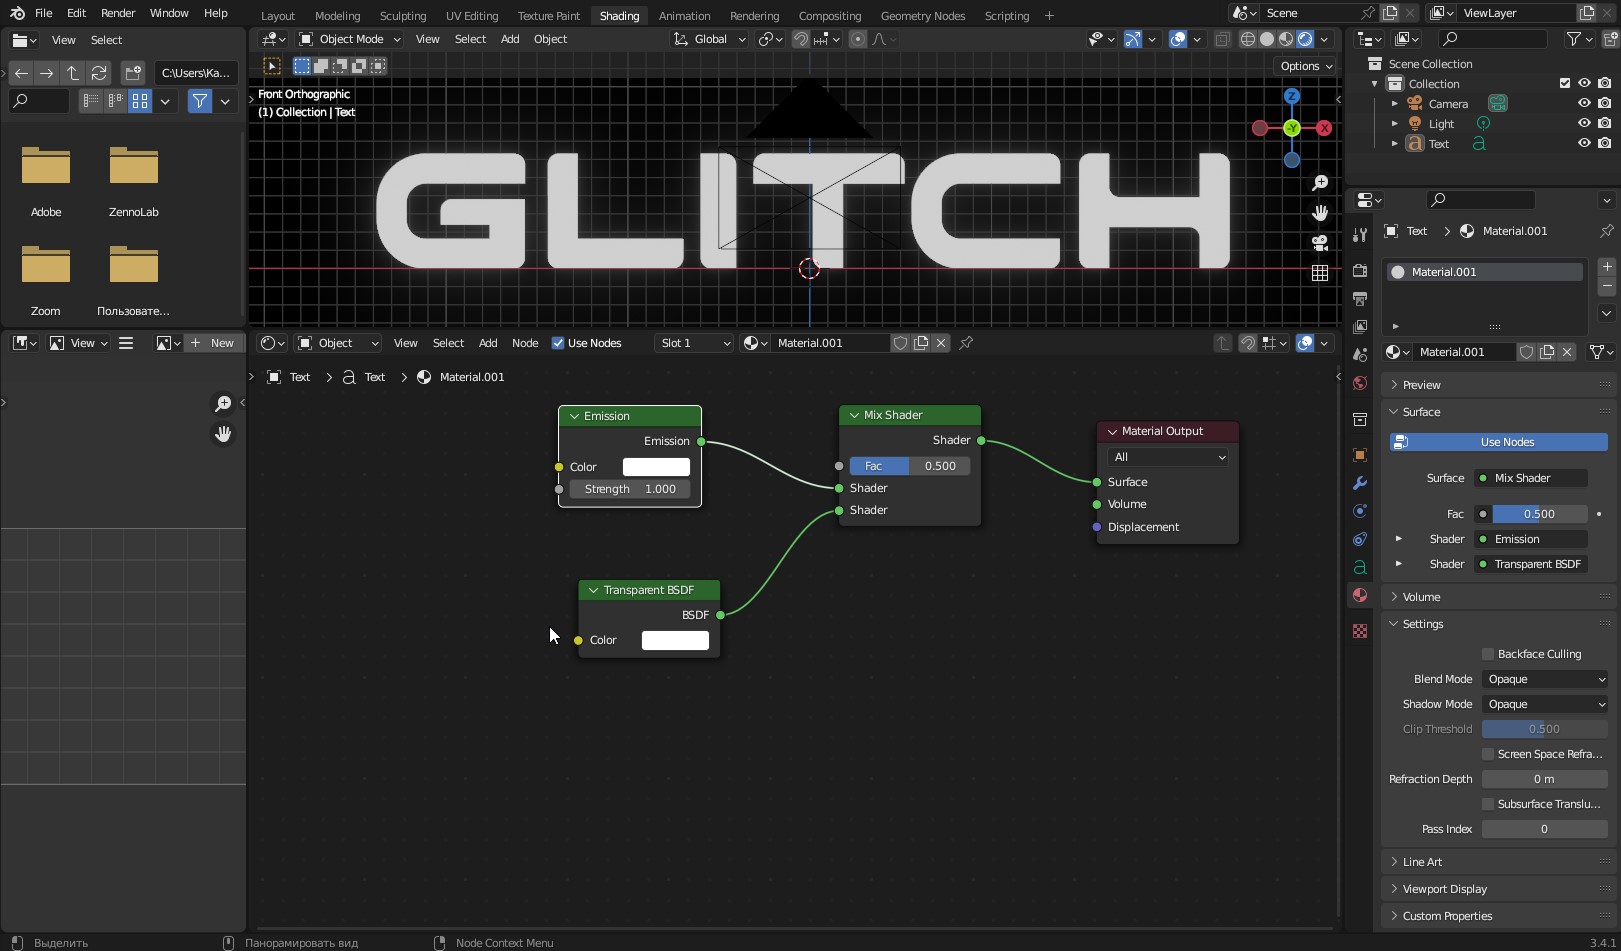 File Edit Render Window Help
Layout Modeling Sculpting UV Editing Texture Paint Shading Animation Rendering Compositing Geometry Nodes Scripting +
Scene
ViewLayer
View Select
Object Mode View Select Add Object
Global
C:\Users\Ka...
Options
Adobe
ZennoLab
Zoom
Пользовате...
Front Orthographic
(1) Collection | Text
GLITCH
Z
-Y
X
Scene Collection
Collection
Camera
Light
Text
View
New
Object View Select Add Node Use Nodes Slot 1 Material.001
Text > Text > Material.001
Emission
Emission
Color
Strength 1.000
Transparent BSDF
BSDF
Color
Mix Shader
Shader
Fac 0.500
Shader
Shader
Material Output
All
Surface
Volume
Displacement
Text > Material.001
Material.001
Material.001
Preview
Surface
Use Nodes
Surface Mix Shader
Fac 0.500
Shader Emission
Shader Transparent BSDF
Volume
Settings
Backface Culling
Blend Mode Opaque
Shadow Mode Opaque
Clip Threshold 0.500
Screen Space Refra...
Refraction Depth 0 m
Subsurface Translu...
Pass Index 0
Line Art
Viewport Display
Custom Properties
Выделить
Панорамировать вид
Node Context Menu
3.4.1